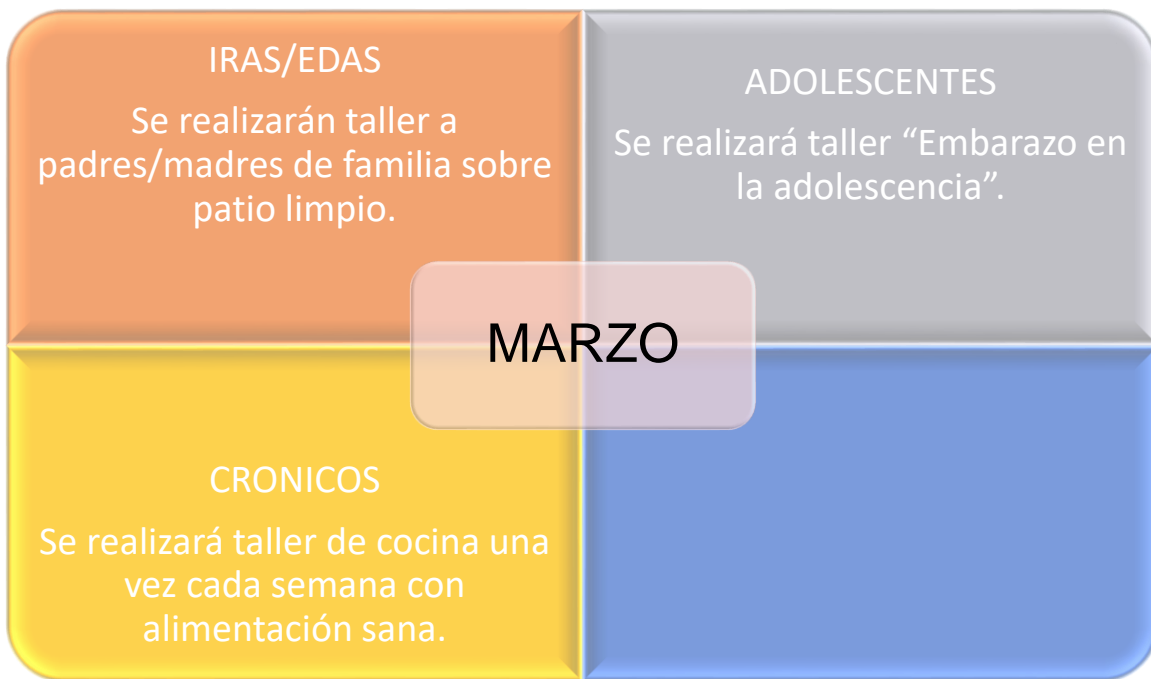 IRAS/EDAS
Se realizarán taller a
padres/madres de familia sobre
patio limpio.
ADOLESCENTES
Se realizará taller “Embarazo en
la adolescencia”.
MARZO
CRONICOS
Se realizará taller de cocina una
vez cada semana con
alimentación sana.